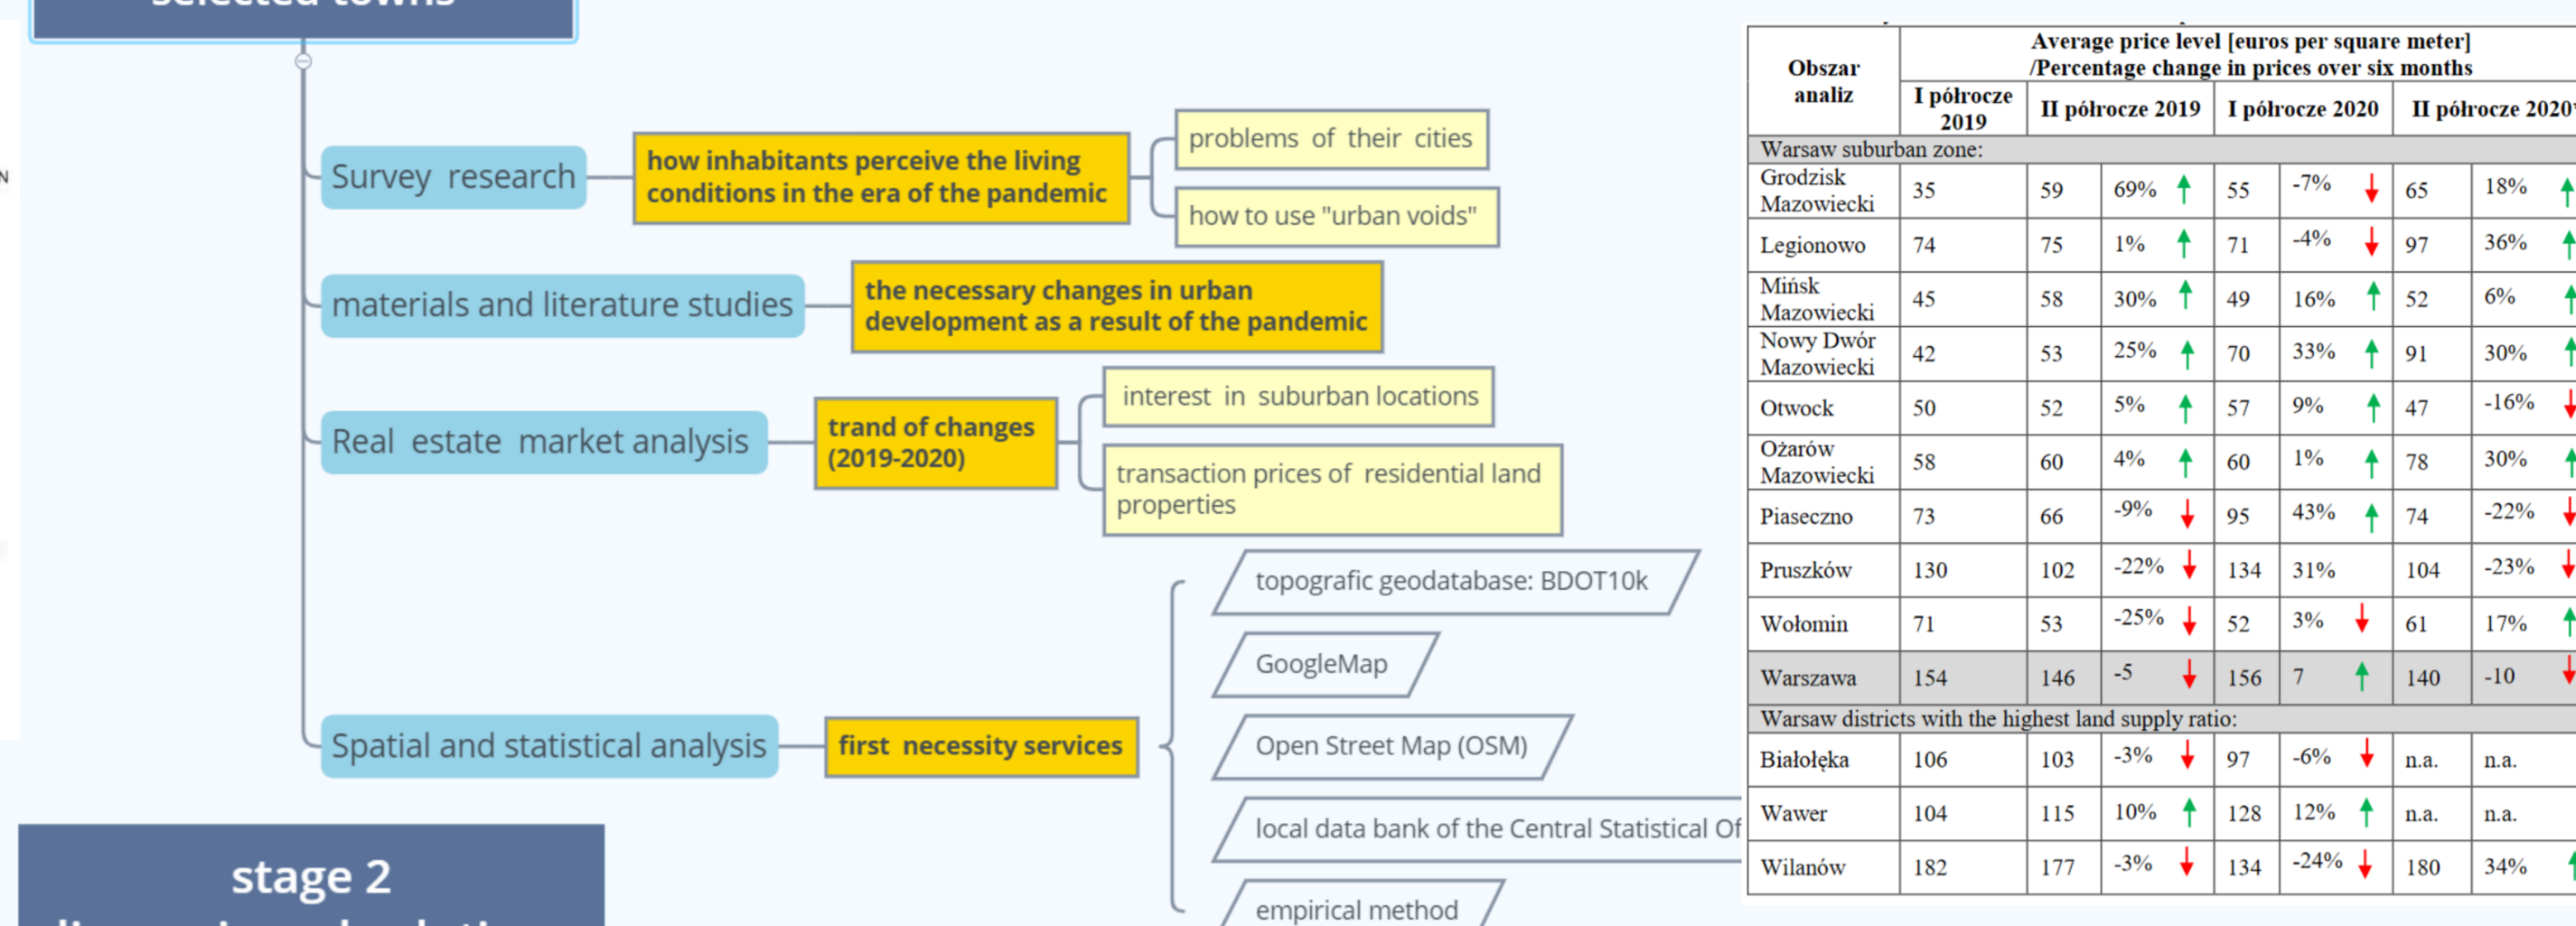 selected towns
Survey research
how inhabitants perceive the living
conditions in the era of the pandemic
problems of their cities
how to use "urban voids"
materials and literature studies
the necessary changes in urban
development as a result of the pandemic
Real estate market analysis
trand of changes
(2019-2020)
interest in suburban locations
transaction prices of residential land
properties
Spatial and statistical analysis
first necessity services
topografic geodatabase: BDOT10k
GoogleMap
Open Street Map (OSM)
local data bank of the Central Statistical Of
empirical method
stage 2
N
Obszar
analiz
Average price level [euros per square meter]
/Percentage change in prices over six months
I półrocze
2019
II półrocze 2019
I półrocze 2020
II półrocze 2020
Warsaw suburban zone:
Grodzisk
Mazowiecki
35 59 69% 55 -7% 65 18%
Legionowo 74 75 1% 71 -4% 97 36%
Mińsk
Mazowiecki
45 58 30% 49 16% 52 6%
Nowy Dwór
Mazowiecki
42 53 25% 70 33% 91 30%
Otwock 50 52 5% 57 9% 47 -16%
Ożarów
Mazowiecki
58 60 4% 60 1% 78 30%
Piaseczno 73 66 -9% 95 43% 74 -22%
Pruszków 130 102 -22% 134 31% 104 -23%
Wołomin 71 53 -25% 52 3% 61 17%
Warszawa 154 146 -5 156 7 140 -10
Warsaw districts with the highest land supply ratio:
Białołęka 106 103 -3% 97 -6% n.a. n.a.
Wawer 104 115 10% 128 12% n.a. n.a.
Wilanów 182 177 -3% 134 -24% 180 34%